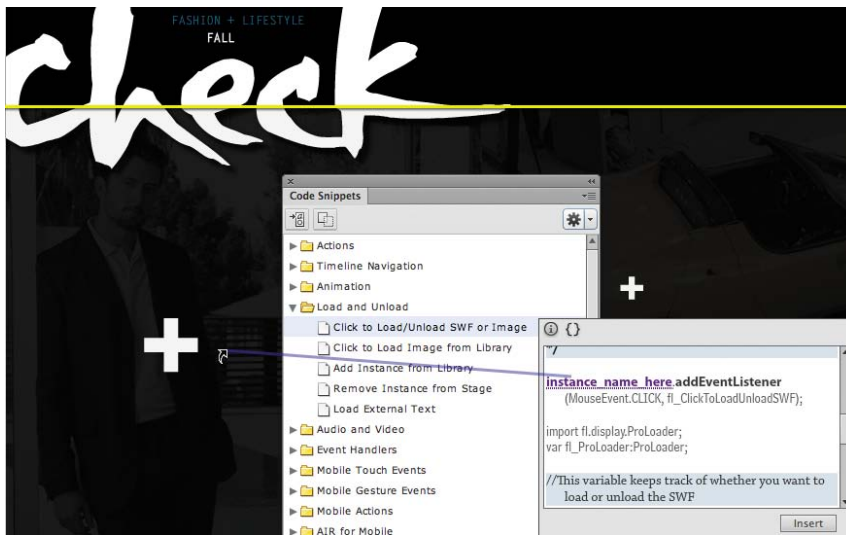 FASHION + LIFESTYLE
FALL
check
Code Snippets
Actions
Timeline Navigation
Animation
Load and Unload
Click to Load/Unload SWF or Image
Click to Load Image from Library
Add Instance from Library
Remove Instance from Stage
Load External Text
Audio and Video
Event Handlers
Mobile Touch Events
Mobile Gesture Events
Mobile Actions
AIR for Mobile
{}
*/
instance_name_here.addEventListener
(MouseEvent.CLICK, fl_ClickToLoadUnloadSWF);
import fl.display.ProLoader;
var fl_ProLoader:ProLoader;
//This variable keeps track of whether you want to
load or unload the SWF
Insert